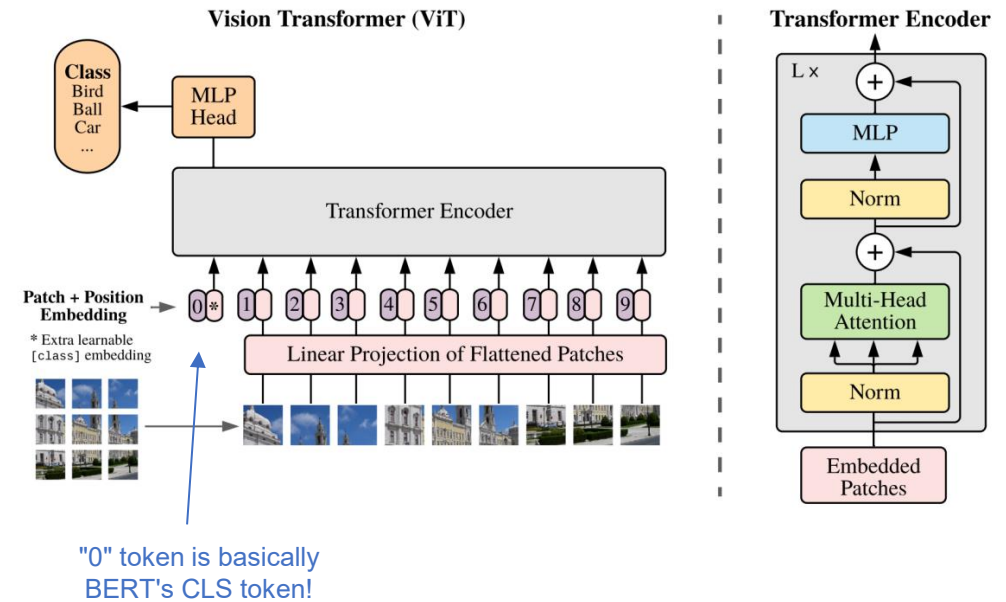 Vision Transformer (ViT)
Class
Bird
Ball
Car
...
MLP
Head
Transformer Encoder
Patch + Position
Embedding
* Extra learnable
[class] embedding
0 *
1
2
3
4
5
6
7
8
9
Linear Projection of Flattened Patches
"0" token is basically
BERT's CLS token!
Transformer Encoder
L x
+
MLP
Norm
+
Multi-Head
Attention
Norm
Embedded
Patches